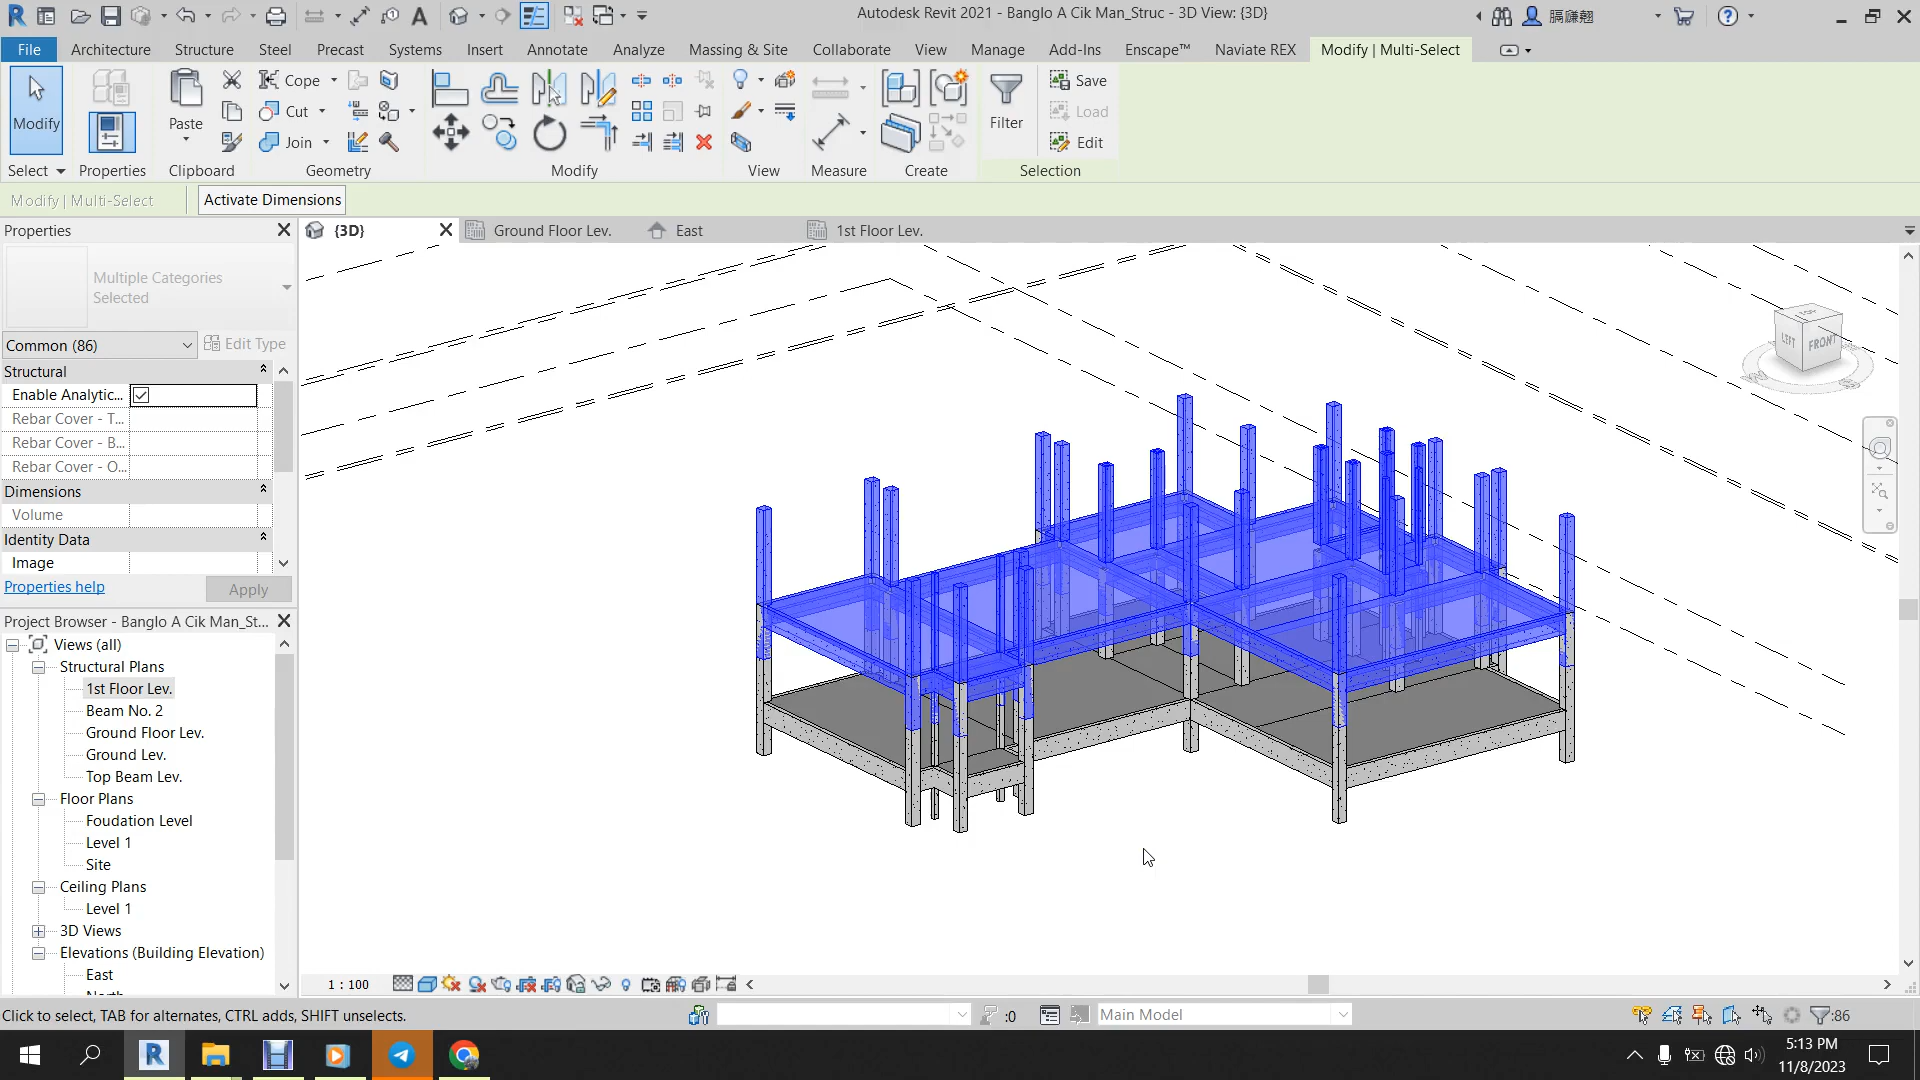 Autodesk Revit 2021 - Banglo A Cik Man_Struc - 3D View: {3D}
File Architecture Structure Steel Precast Systems Insert Annotate Analyze Massing & Site Collaborate View Manage Add-Ins Enscape™ Naviate REX Modify | Multi-Select
Modify
Paste
Cope
Cut
Join
Filter
Save
Load
Edit
Select Properties Clipboard Geometry Modify View Measure Create Selection
Modify | Multi-Select Activate Dimensions
Properties
{3D} Ground Floor Lev. East 1st Floor Lev.
Multiple Categories
Selected
Common (86) Edit Type
Structural
Enable Analytic...
Rebar Cover - T...
Rebar Cover - B...
Rebar Cover - O...
Dimensions
Volume
Identity Data
Image
Properties help Apply
Project Browser - Banglo A Cik Man_St...
Views (all)
Structural Plans
1st Floor Lev.
Beam No. 2
Ground Floor Lev.
Ground Lev.
Top Beam Lev.
Floor Plans
Foudation Level
Level 1
Site
Ceiling Plans
Level 1
3D Views
Elevations (Building Elevation)
East
TOP
LEFT FRONT
1 : 100
Click to select, TAB for alternates, CTRL adds, SHIFT unselects.
:0
Main Model
:86
5:13 PM
11/8/2023